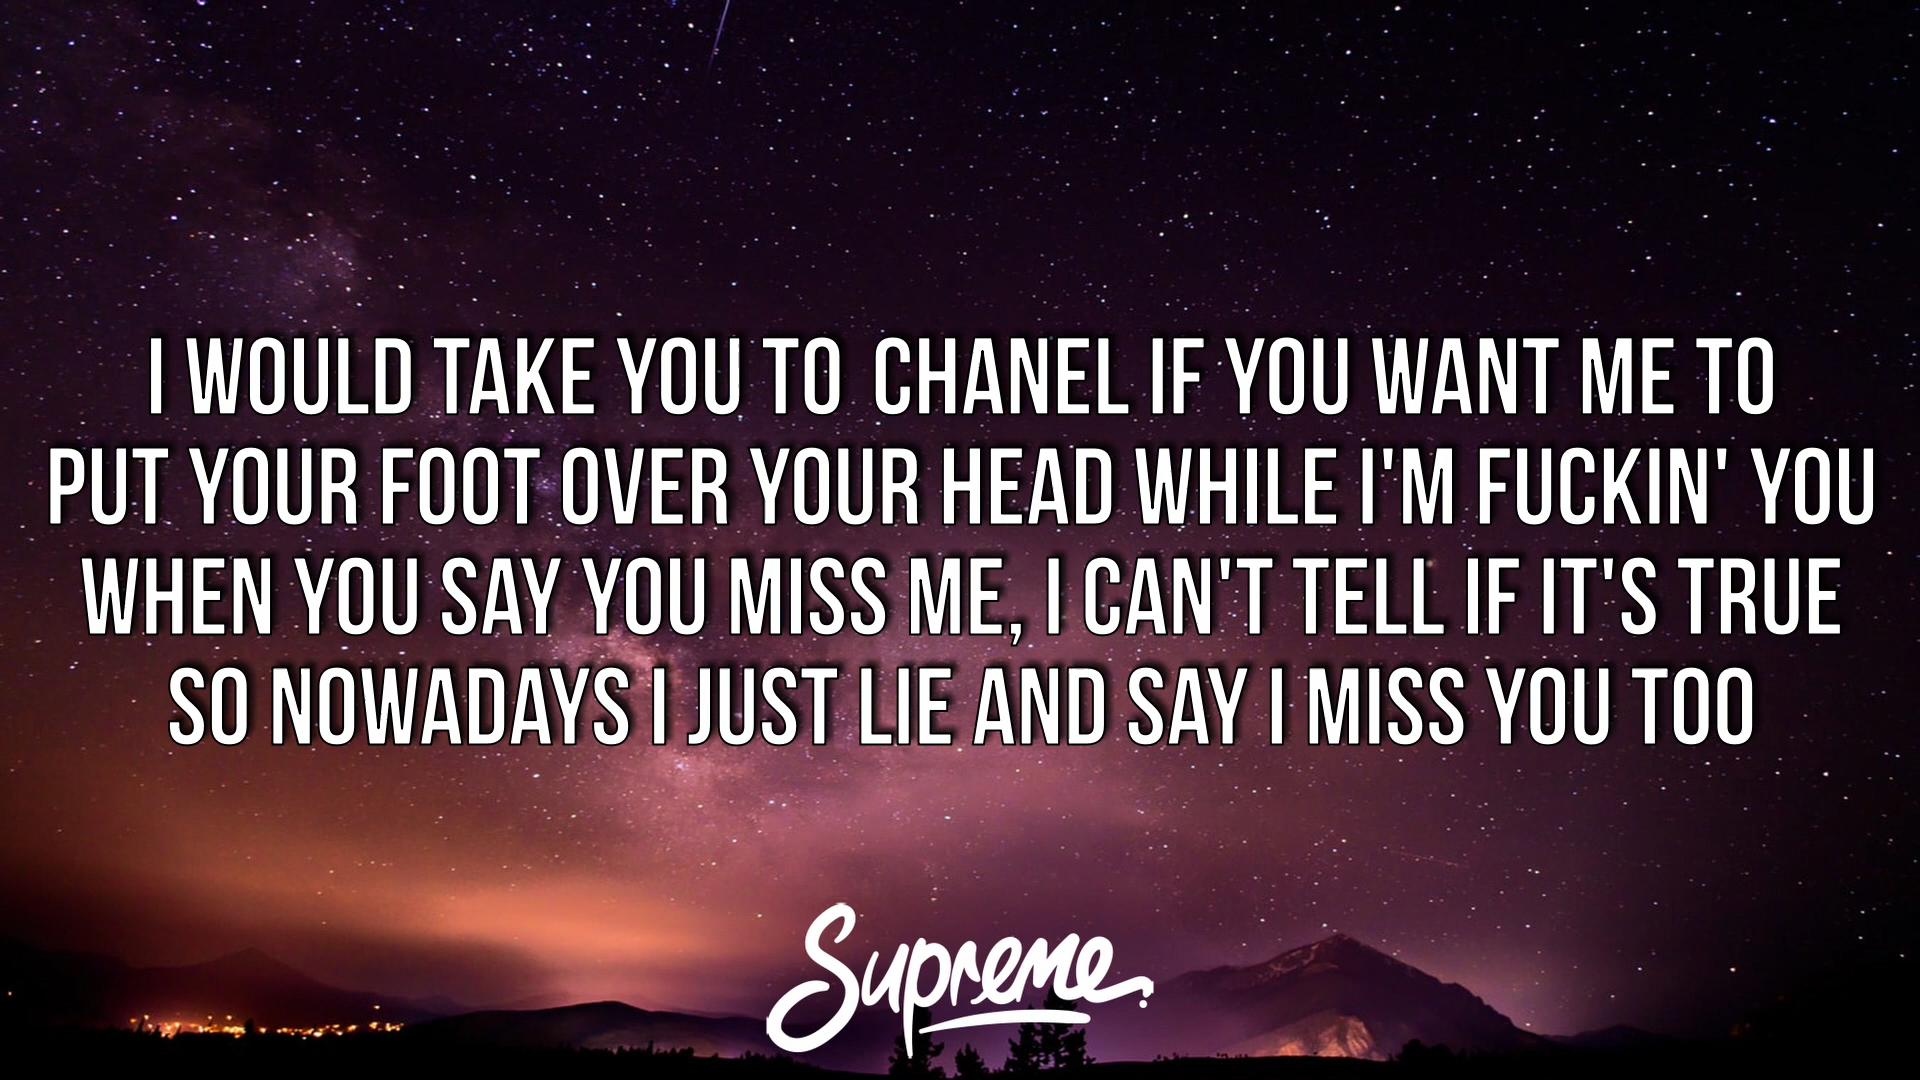 I WOULD TAKE YOU TO CHANEL IF YOU WANT ME TO
PUT YOUR FOOT OVER YOUR HEAD WHILE I'M FUCKIN' YOU
WHEN YOU SAY YOU MISS ME, I CAN'T TELL IF IT'S TRUE
SO NOWADAYS I JUST LIE AND SAY I MISS YOU TOO
Supreme.